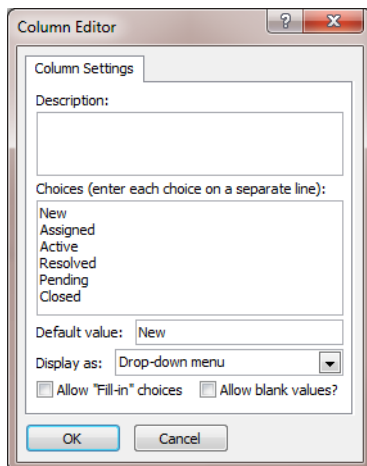 Column Editor
Column Settings
Description:
Choices (enter each choice on a separate line):
New
Assigned
Active
Resolved
Pending
Closed
Default value: New
Display as: Drop-down menu
Allow "Fill-in" choices Allow blank values?
OK Cancel